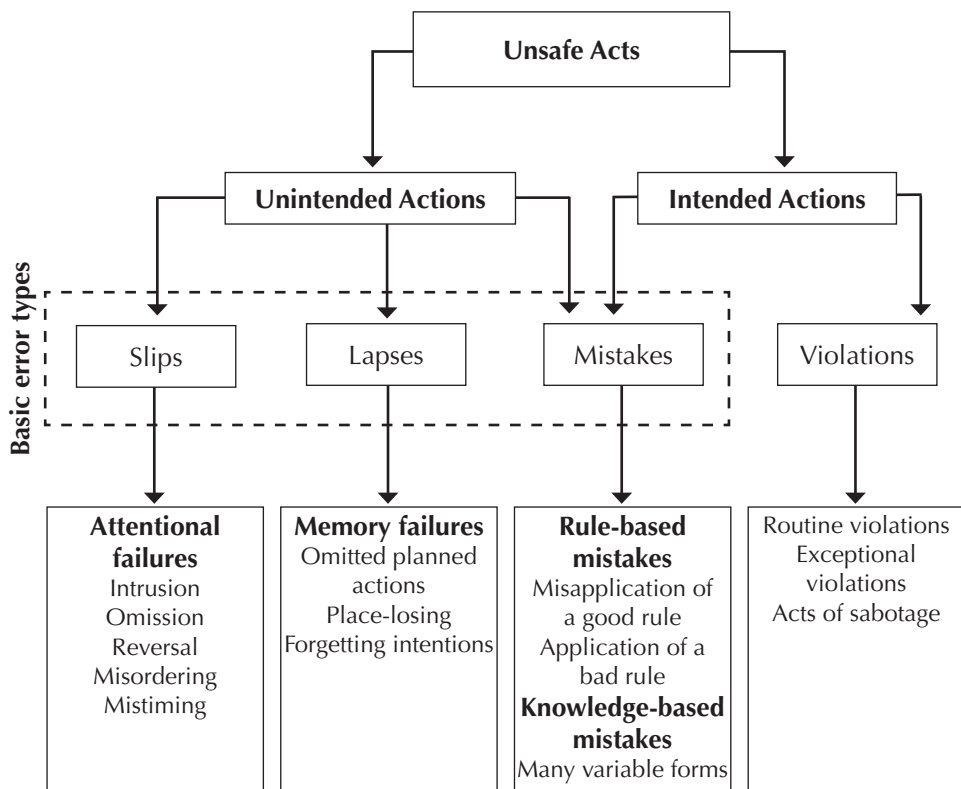 Unsafe Acts
Unintended Actions
Intended Actions
Basic error types
Slips
Lapses
Mistakes
Violations
Attentional
failures
Intrusion
Omission
Reversal
Misordering
Mistiming
Memory failures
Omitted planned
actions
Place-losing
Forgetting intentions
Rule-based
mistakes
Misapplication of
a good rule
Application of a
bad rule
Knowledge-based
mistakes
Many variable forms
Routine violations
Exceptional
violations
Acts of sabotage